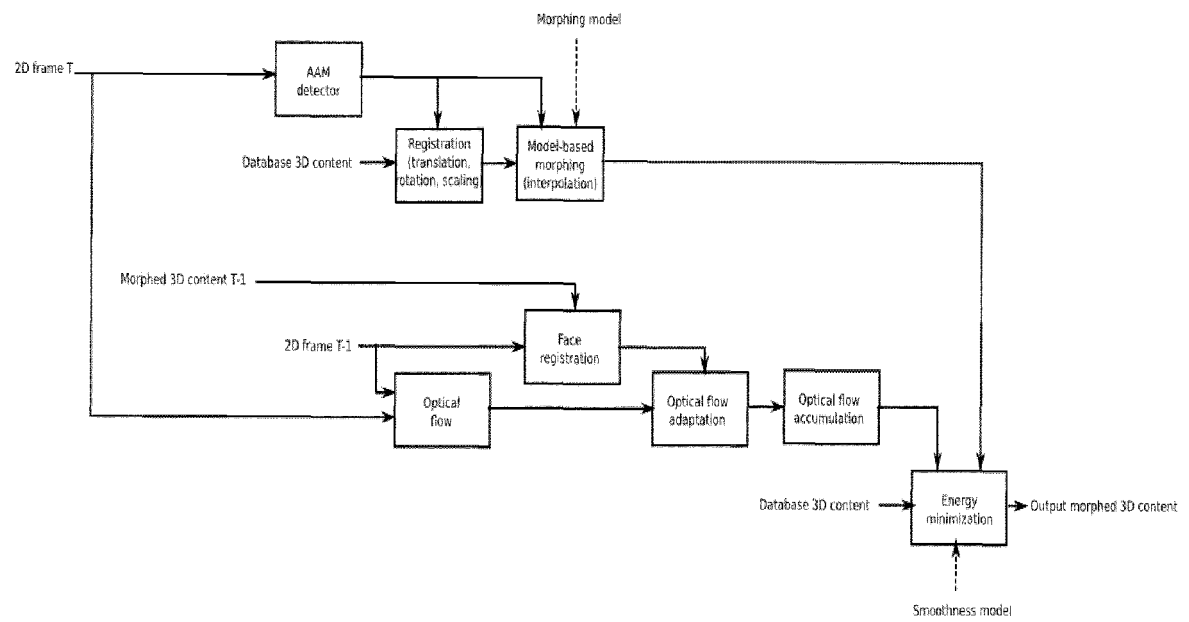 Morphing model
2D frame T
AAM
detector
Database 3D content
Registration
(translation,
rotation, scaling)
Model-based
morphing
(interpolation)
Morphed 3D content T-1
2D frame T-1
Face
registration
Optical
flow
Optical flow
adaptation
Optical flow
accumulation
Database 3D content
Energy
minimization
Output morphed 3D content
Smoothness model